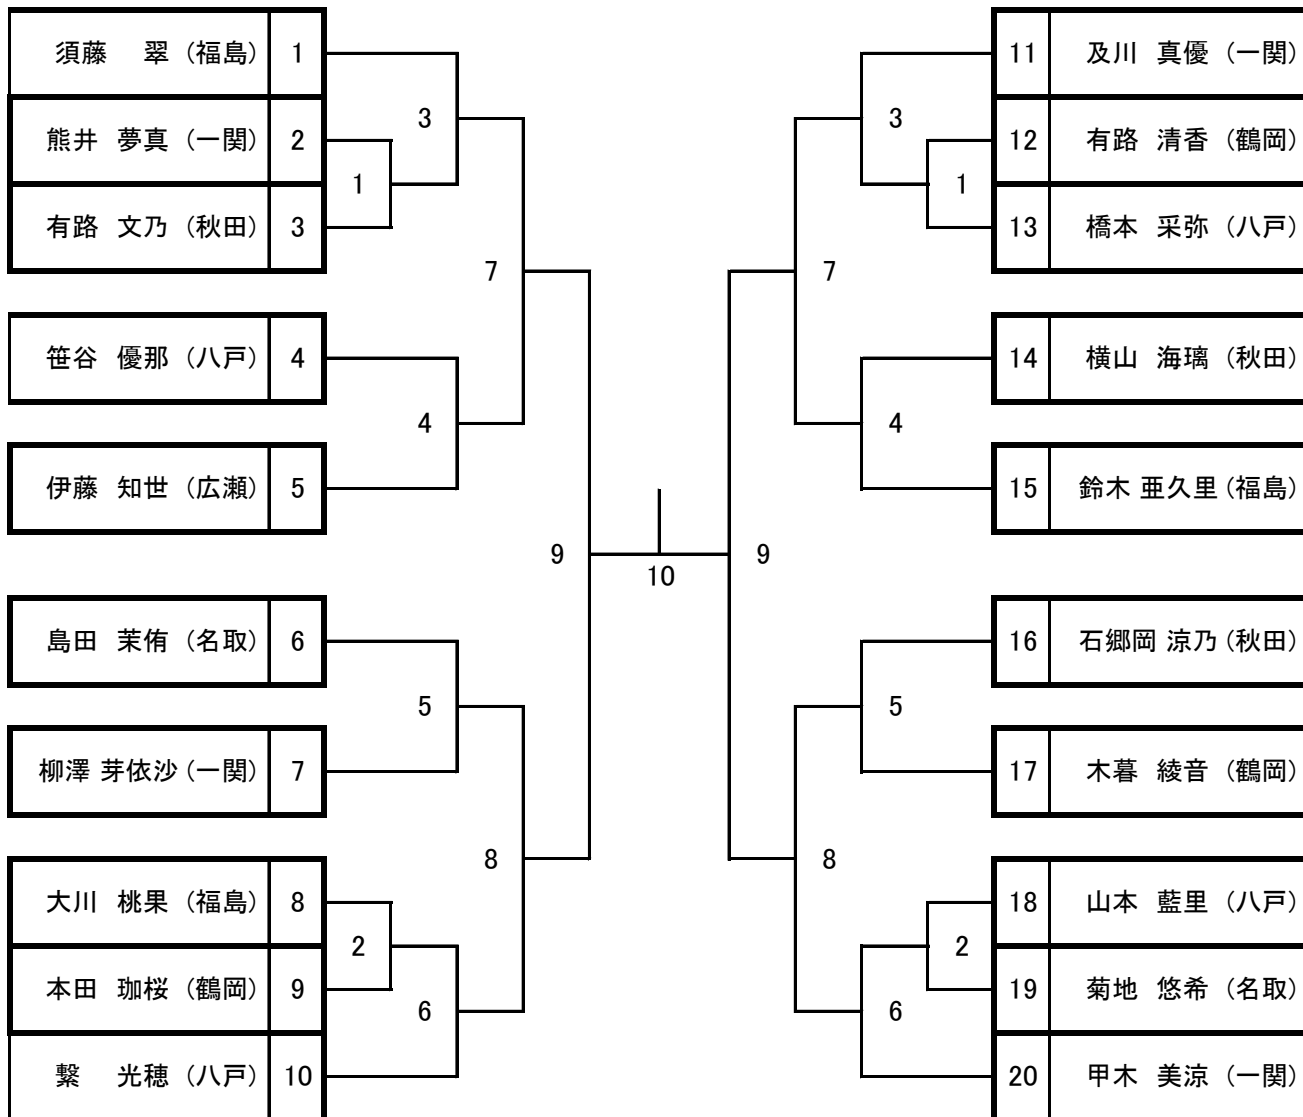 須藤 翠 (福島) 1
熊井 夢真 (一関) 2
有路 文乃 (秋田) 3
笹谷 優那 (八戸) 4
伊藤 知世 (広瀬) 5
島田 茉侑 (名取) 6
柳澤 芽依沙 (一関) 7
大川 桃果 (福島) 8
本田 珈桜 (鶴岡) 9
繋 光穂 (八戸) 10
3
1
7
4
9
5
8
2
6
10
3
1
7
4
9
5
8
2
6
11 及川 真優 (一関)
12 有路 清香 (鶴岡)
13 橋本 采弥 (八戸)
14 横山 海璃 (秋田)
15 鈴木 亜久里 (福島)
16 石郷岡 涼乃 (秋田)
17 木暮 綾音 (鶴岡)
18 山本 藍里 (八戸)
19 菊地 悠希 (名取)
20 甲木 美涼 (一関)